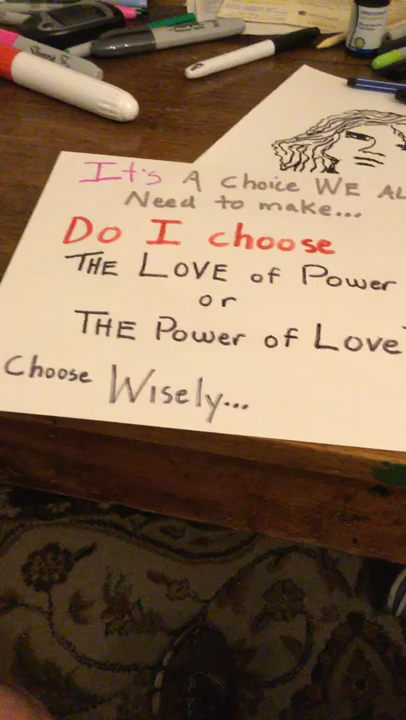 It's A choice WE AL
Need to make...
Do I choose
THE LOVE of Power
or
THE Power of Love
Choose Wisely...